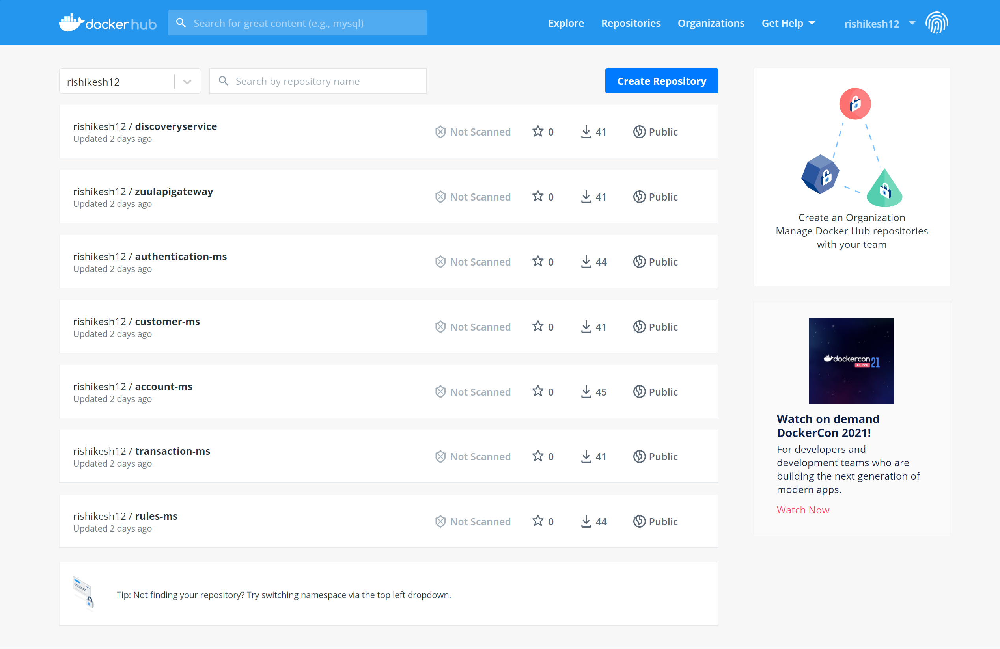 docker hub
Search for great content (e.g., mysql)
Explore
Repositories
Organizations
Get Help
rishikesh12
rishikesh12
Search by repository name
Create Repository
rishikesh12 / discoveryservice
Updated 2 days ago
Not Scanned
0
41
Public
rishikesh12 / zuulapigateway
Updated 2 days ago
Not Scanned
0
41
Public
rishikesh12 / authentication-ms
Updated 2 days ago
Not Scanned
0
44
Public
rishikesh12 / customer-ms
Updated 2 days ago
Not Scanned
0
41
Public
rishikesh12 / account-ms
Updated 2 days ago
Not Scanned
0
45
Public
rishikesh12 / transaction-ms
Updated 2 days ago
Not Scanned
0
41
Public
rishikesh12 / rules-ms
Updated 2 days ago
Not Scanned
0
44
Public
Tip: Not finding your repository? Try switching namespace via the top left dropdown.
Create an Organization
Manage Docker Hub repositories
with your team
dockercon 21
LIVE
Watch on demand
DockerCon 2021!
For developers and
development teams who are
building the next generation of
modern apps.
Watch Now